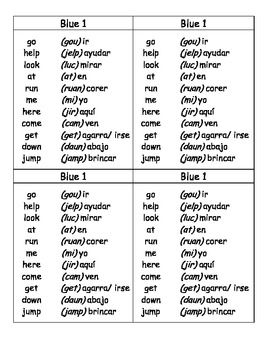 Blue 1
go (gou) ir
help (jelp) ayudar
look (luc) mirar
at (at) en
run (ruan) corer
me (mi) yo
here (jir) aquí
come (cam) ven
get (get) agarra/ irse
down (daun) abajo
jump (jamp) brincar
Blue 1
go (gou) ir
help (jelp) ayudar
look (luc) mirar
at (at) en
run (ruan) corer
me (mi) yo
here (jir) aquí
come (cam) ven
get (get) agarra/ irse
down (daun) abajo
jump (jamp) brincar
Blue 1
go (gou) ir
help (jelp) ayudar
look (luc) mirar
at (at) en
run (ruan) corer
me (mi) yo
here (jir) aquí
come (cam) ven
get (get) agarra/ irse
down (daun) abajo
jump (jamp) brincar
Blue 1
go (gou) ir
help (jelp) ayudar
look (luc) mirar
at (at) en
run (ruan) corer
me (mi) yo
here (jir) aquí
come (cam) ven
get (get) agarra/ irse
down (daun) abajo
jump (jamp) brincar